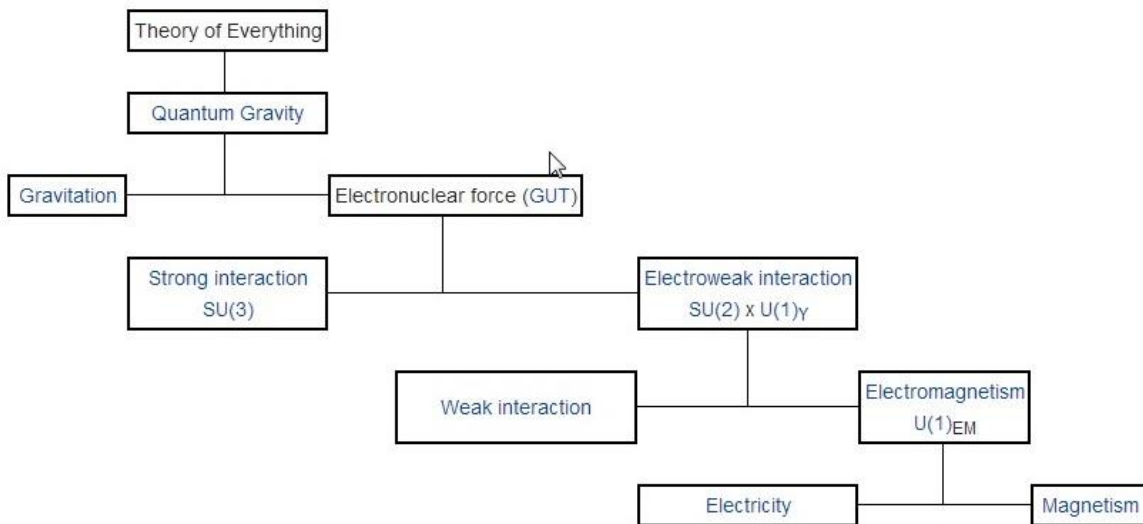 Theory of Everything
Quantum Gravity
Gravitation
Electronuclear force (GUT)
Strong interaction
SU(3)
Electroweak interaction
SU(2) x U(1)Y
Weak interaction
Electromagnetism
U(1)EM
Electricity
Magnetism